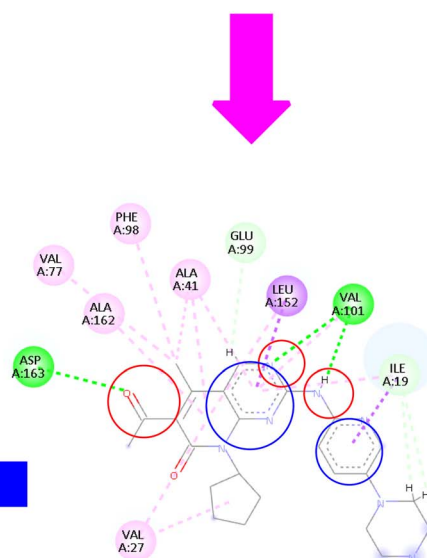 PHE
A:98
GLU
A:99
VAL
A:77
ALA
A:41
LEU
A:152
VAL
A:101
ALA
A:162
ASP
A:163
ILE
A:19
H
N
H
N
O
N
N
O
N
H
H
N
VAL
A:27